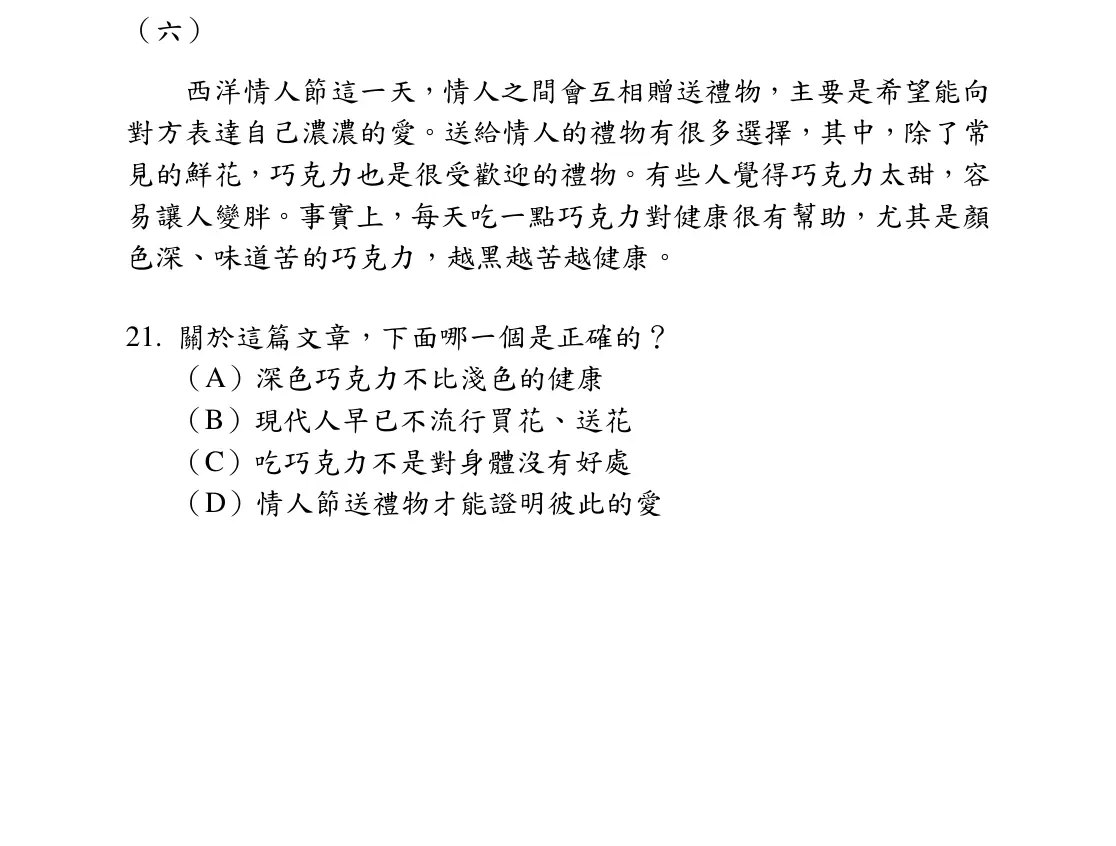 （六）
西洋情人節這一天，情人之間會互相贈送禮物，主要是希望能向
對方表達自己濃濃的愛。送給情人的禮物有很多選擇，其中，除了常
見的鮮花，巧克力也是很受歡迎的禮物。有些人覺得巧克力太甜，容
易讓人變胖。事實上，每天吃一點巧克力對健康很有幫助，尤其是顏
色深、味道苦的巧克力，越黑越苦越健康。
21. 關於這篇文章，下面哪一個是正確的？
（A）深色巧克力不比淺色的健康
（B）現代人早已不流行買花、送花
（C）吃巧克力不是對身體沒有好處
（D）情人節送禮物才能證明彼此的愛